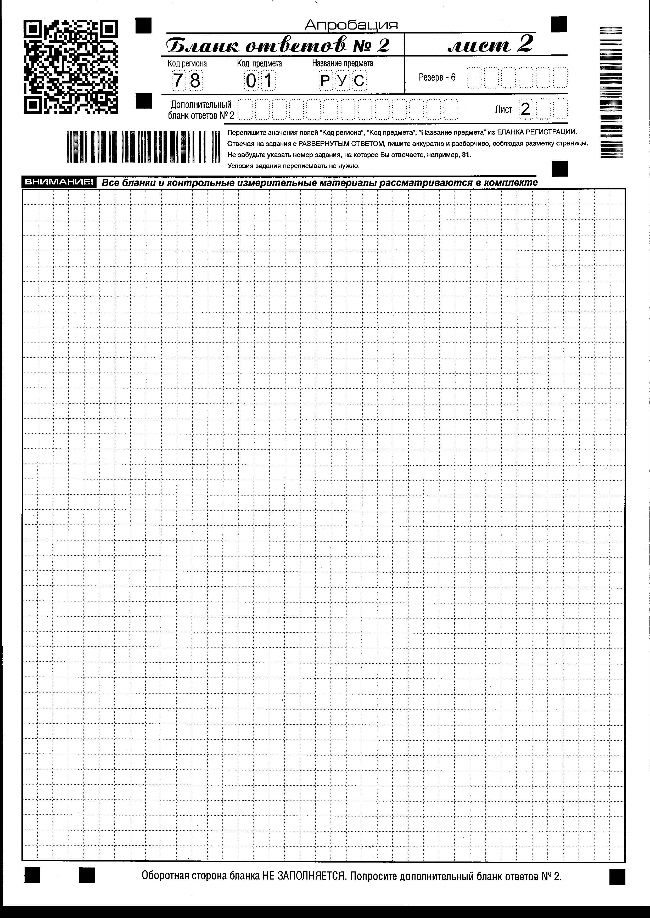 Апробация
Бланк ответов № 2 лист 2
Код региона Код предмета Название предмета
78 01 РУС Резерв - 6
Дополнительный
бланк ответов № 2 Лист 2
Перепишите значения полей "Код региона", "Код предмета", "Название предмета" из БЛАНКА РЕГИСТРАЦИИ.
Отвечая на задания с РАЗВЕРНУТЫМ ОТВЕТОМ, пишите аккуратно и разборчиво, соблюдая разметку страницы.
Не забудьте указать номер задания, на которое Вы отвечаете, например, 31.
Условия задания переписывать не нужно.
ВНИМАНИЕ! Все бланки и контрольные измерительные материалы рассматриваются в комплекте
Оборотная сторона бланка НЕ ЗАПОЛНЯЕТСЯ. Попросите дополнительный бланк ответов № 2.